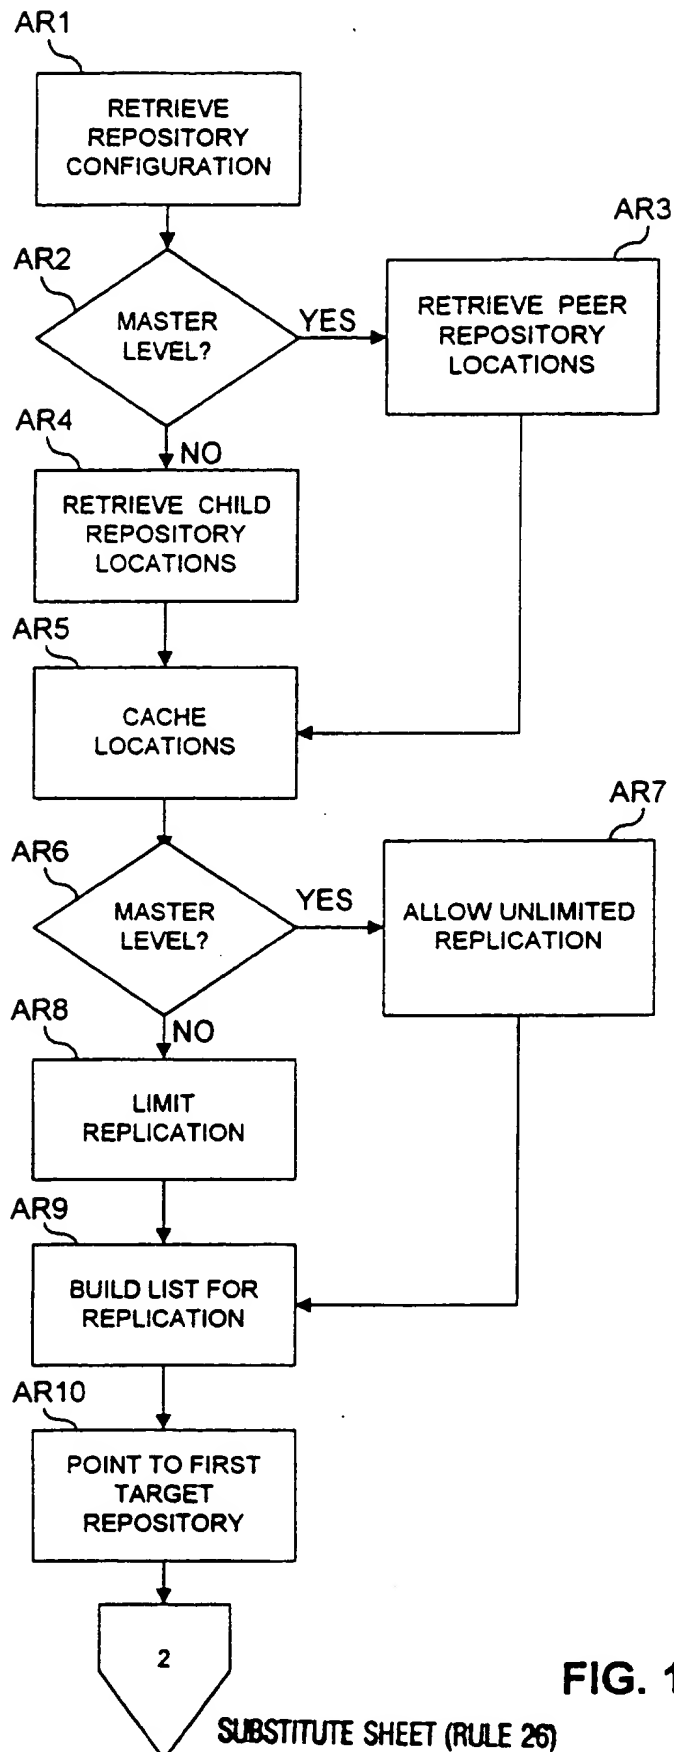 AR1
RETRIEVE
REPOSITORY
CONFIGURATION
AR2
MASTER
LEVEL?
YES
AR3
RETRIEVE PEER
REPOSITORY
LOCATIONS
NO
AR4
RETRIEVE CHILD
REPOSITORY
LOCATIONS
AR5
CACHE
LOCATIONS
AR6
MASTER
LEVEL?
YES
AR7
ALLOW UNLIMITED
REPLICATION
NO
AR8
LIMIT
REPLICATION
AR9
BUILD LIST FOR
REPLICATION
AR10
POINT TO FIRST
TARGET
REPOSITORY
2
FIG. 1
SUBSTITUTE SHEET (RULE 26)